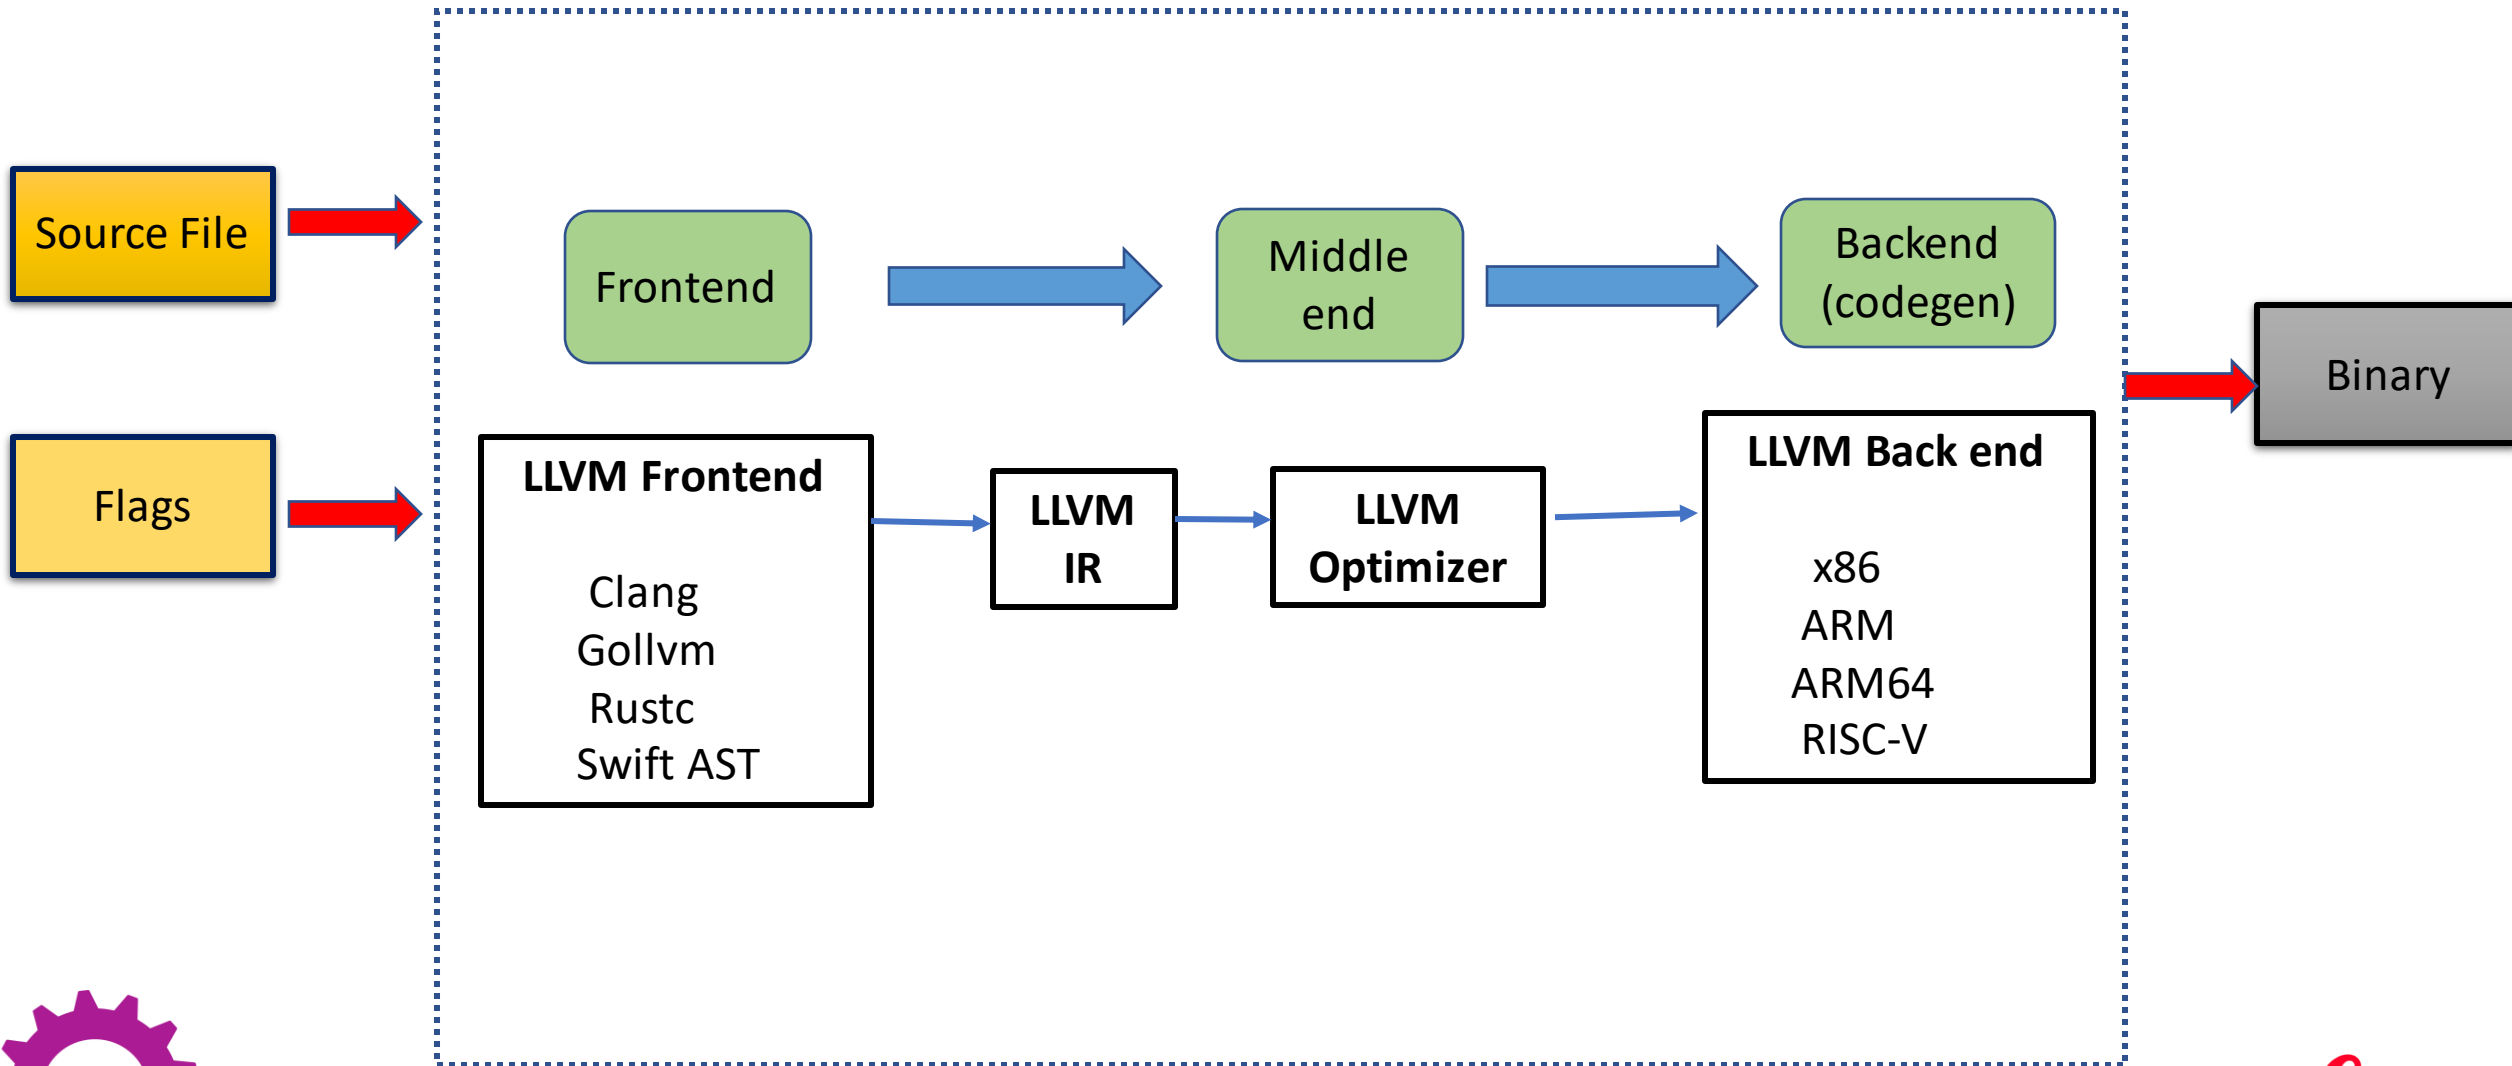 Source File
Flags
Frontend
Middle
end
Backend
(codegen)
Binary
LLVM Frontend
Clang
Gollvm
Rustc
Swift AST
LLVM
IR
LLVM
Optimizer
LLVM Back end
x86
ARM
ARM64
RISC-V